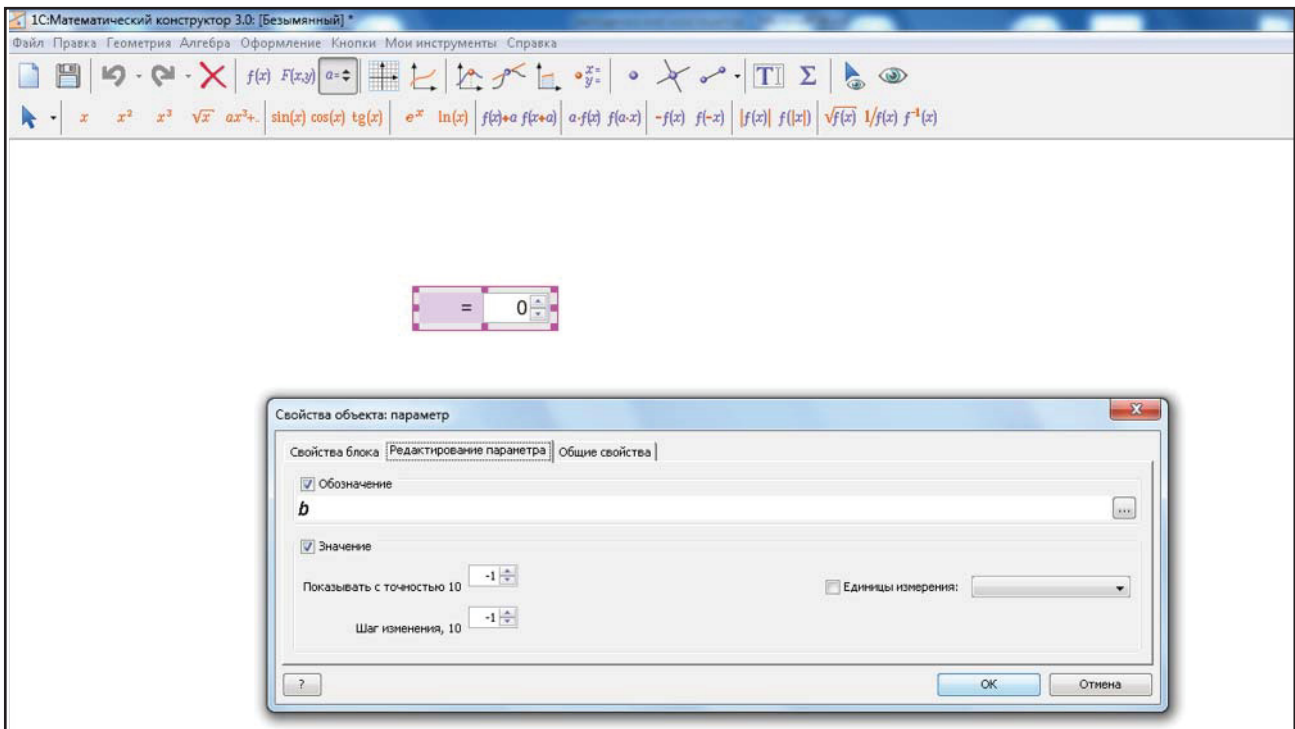 1С:Математический конструктор 3.0: [Безымянный] *
Файл Правка Геометрия Алгебра Оформление Кнопки Мои инструменты Справка
f(x) F(x,y) a= x= y= T Σ
x x² x³ √x ax²+.. sin(x) cos(x) tg(x) eˣ ln(x) f(x)+a f(x+a) a·f(x) f(a·x) -f(x) f(-x) |f(x)| f(|x|) √f(x) 1/f(x) f⁻¹(x)
= 0
Свойства объекта: параметр
Свойства блока Редактирование параметра Общие свойства
Обозначение
b
...
Значение
Показывать с точностью 10 -1
Единицы измерения:
Шаг изменения, 10 -1
? OK Отмена